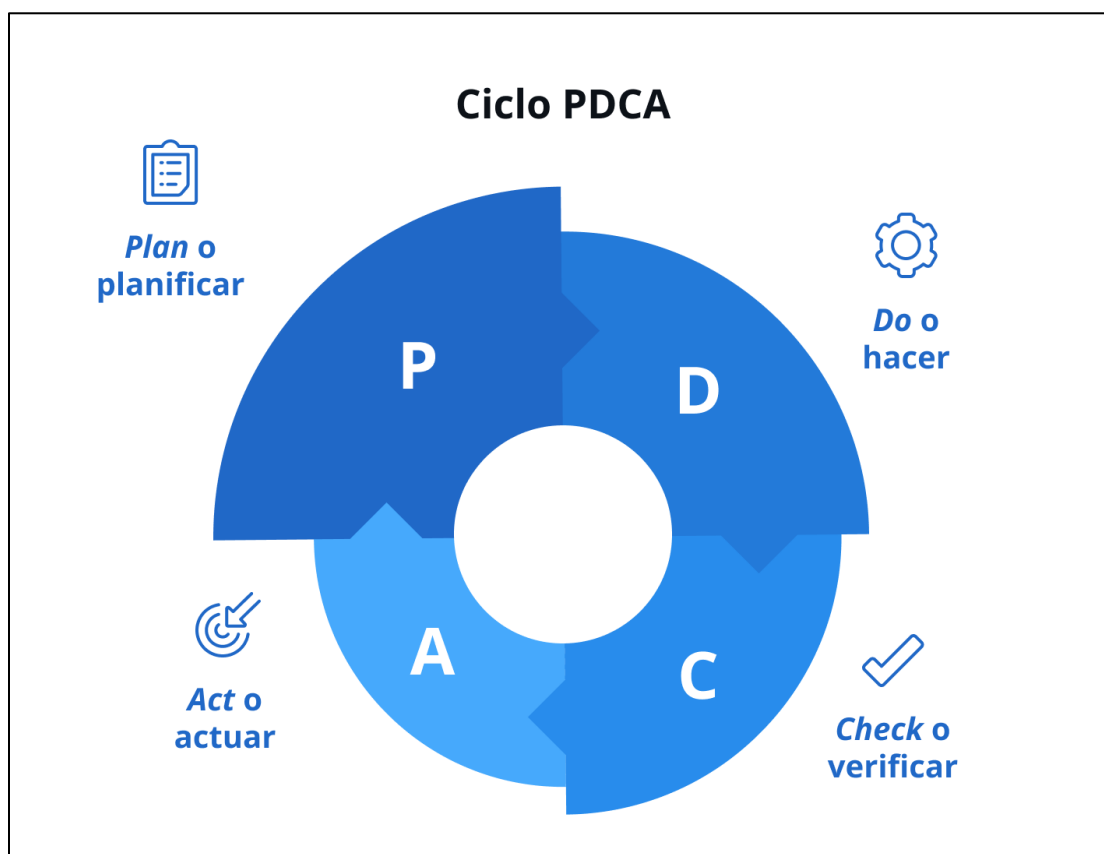 Ciclo PDCA
Plan o
planificar
Do o
hacer
P
D
A
C
Act o
actuar
Check o
verificar